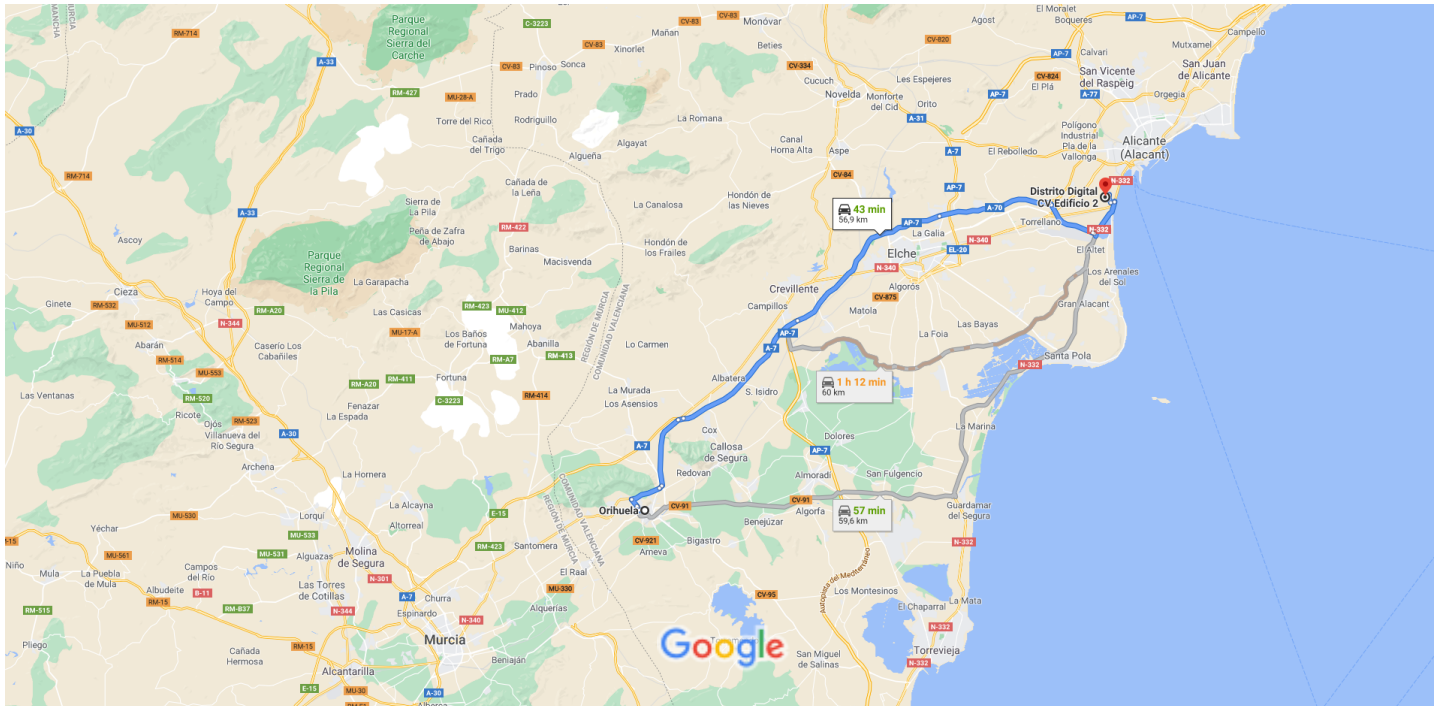 MANCHA
MURCIA
RM-714
Parque
Regional
Sierra del
Carche
C-3223
CV-83
Mañan
CV-83
Monóvar
El Moralet
Boqueres
AP-7
Campello
Agost
Xinorlet
Beties
CV-820
Calvari
Mutxamel
A-33
CV-83
Pinoso
Sonca
CV-334
AP-7
CV-824
El Plá
San Vicente
del Raspeig
San Juan
de Alicante
RM-427
MU-28-A
Prado
Cucuch
Les Espejeres
A-77
Orgegia
Novelda
Monforte
del Cid
Orito
AP-7
A-30
Torre del Rico
Rodriguillo
La Romana
A-31
Polígono
Industrial
Pla de la
Vallonga
Cañada
del Trigo
Algayat
Algueña
Canal
Horna Alta
Aspe
A-7
El Rebolledo
Alicante
(Alacant)
RM-714
CV-84
Cañada de
la Leña
La Canalosa
Hondón de
las Nieves
AP-7
N-332
Distrito Digital
CV Edificio 2
A-33
Sierra de
La Pila
RM-422
43 min
56,9 km
A-70
AP-7
Torrellano
Ascoy
Peña de Zafra
de Abajo
Barinas
Hondón de
los Frailes
La Galia
N-340
N-332
Parque
Regional
Sierra de
la Pila
Macisvenda
Elche
EL-20
El Altet
La Garapacha
N-340
Los Arenales
del Sol
Cieza
Hoya del
Campo
Crevillente
Algorós
Ginete
RM-532
RM-A20
Las Casicas
RM-423
MU-412
REGIÓN DE MURCIA
COMUNIDAD VALENCIANA
Campillos
CV-875
Matola
Gran Alacant
MU-512
N-344
MU-17-A
Los Baños
de Fortuna
Mahoya
Abanilla
AP-7
La Foia
Las Bayas
Abarán
RM-514
Caserio Los
Cabañiles
RM-A7
RM-413
Lo Carmen
A-7
Santa Pola
N-332
MU-553
RM-A20
RM-411
Fortuna
Albatera
1 h 12 min
60 km
Las Ventanas
RM-520
C-3223
RM-414
La Murada
S. Isidro
Ricote
Ojós
RM-523
Fenazar
La Espada
Los Asensios
Villanueva del
Río Segura
A-30
Cox
Dolores
La Marina
A-7
Callosa
de Segura
AP-7
Archena
La Hornera
Redovan
Almoradi
San Fulgencio
COMUNIDAD VALENCIANA
REGIÓN DE MURCIA
Orihuela
CV-91
CV-91
CV-91
La Alcayna
E-15
Algorfa
57 min
59,6 km
Guardamar
del Segura
MU-530
Lorquí
Altorreal
Benejúzar
Yéchar
MU-533
CV-921
Bigastro
E-15
MU-561
MU-531
Alguazas
Molina
de Segura
RM-423
Santomera
Arneva
N-332
Niño
Mula
La Puebla
de Mula
Campos
del Río
El Raal
Autopista del Mediterráneo
Albudeite
B-11
Las Torres
de Cotillas
N-301
A-7
Churra
MU-330
CV-95
Los Montesinos
RM-15
El Chaparral
La Mata
RM-515
RM-B37
N-344
Espinardo
N-340
Alquerías
N-332
Pliego
Cañada
Hermosa
RM-15
Murcia
Google
Torrevieja
Beniaján
San Miguel
de Salinas
N-332
Alcantarilla
E-15
MU-30
A-30